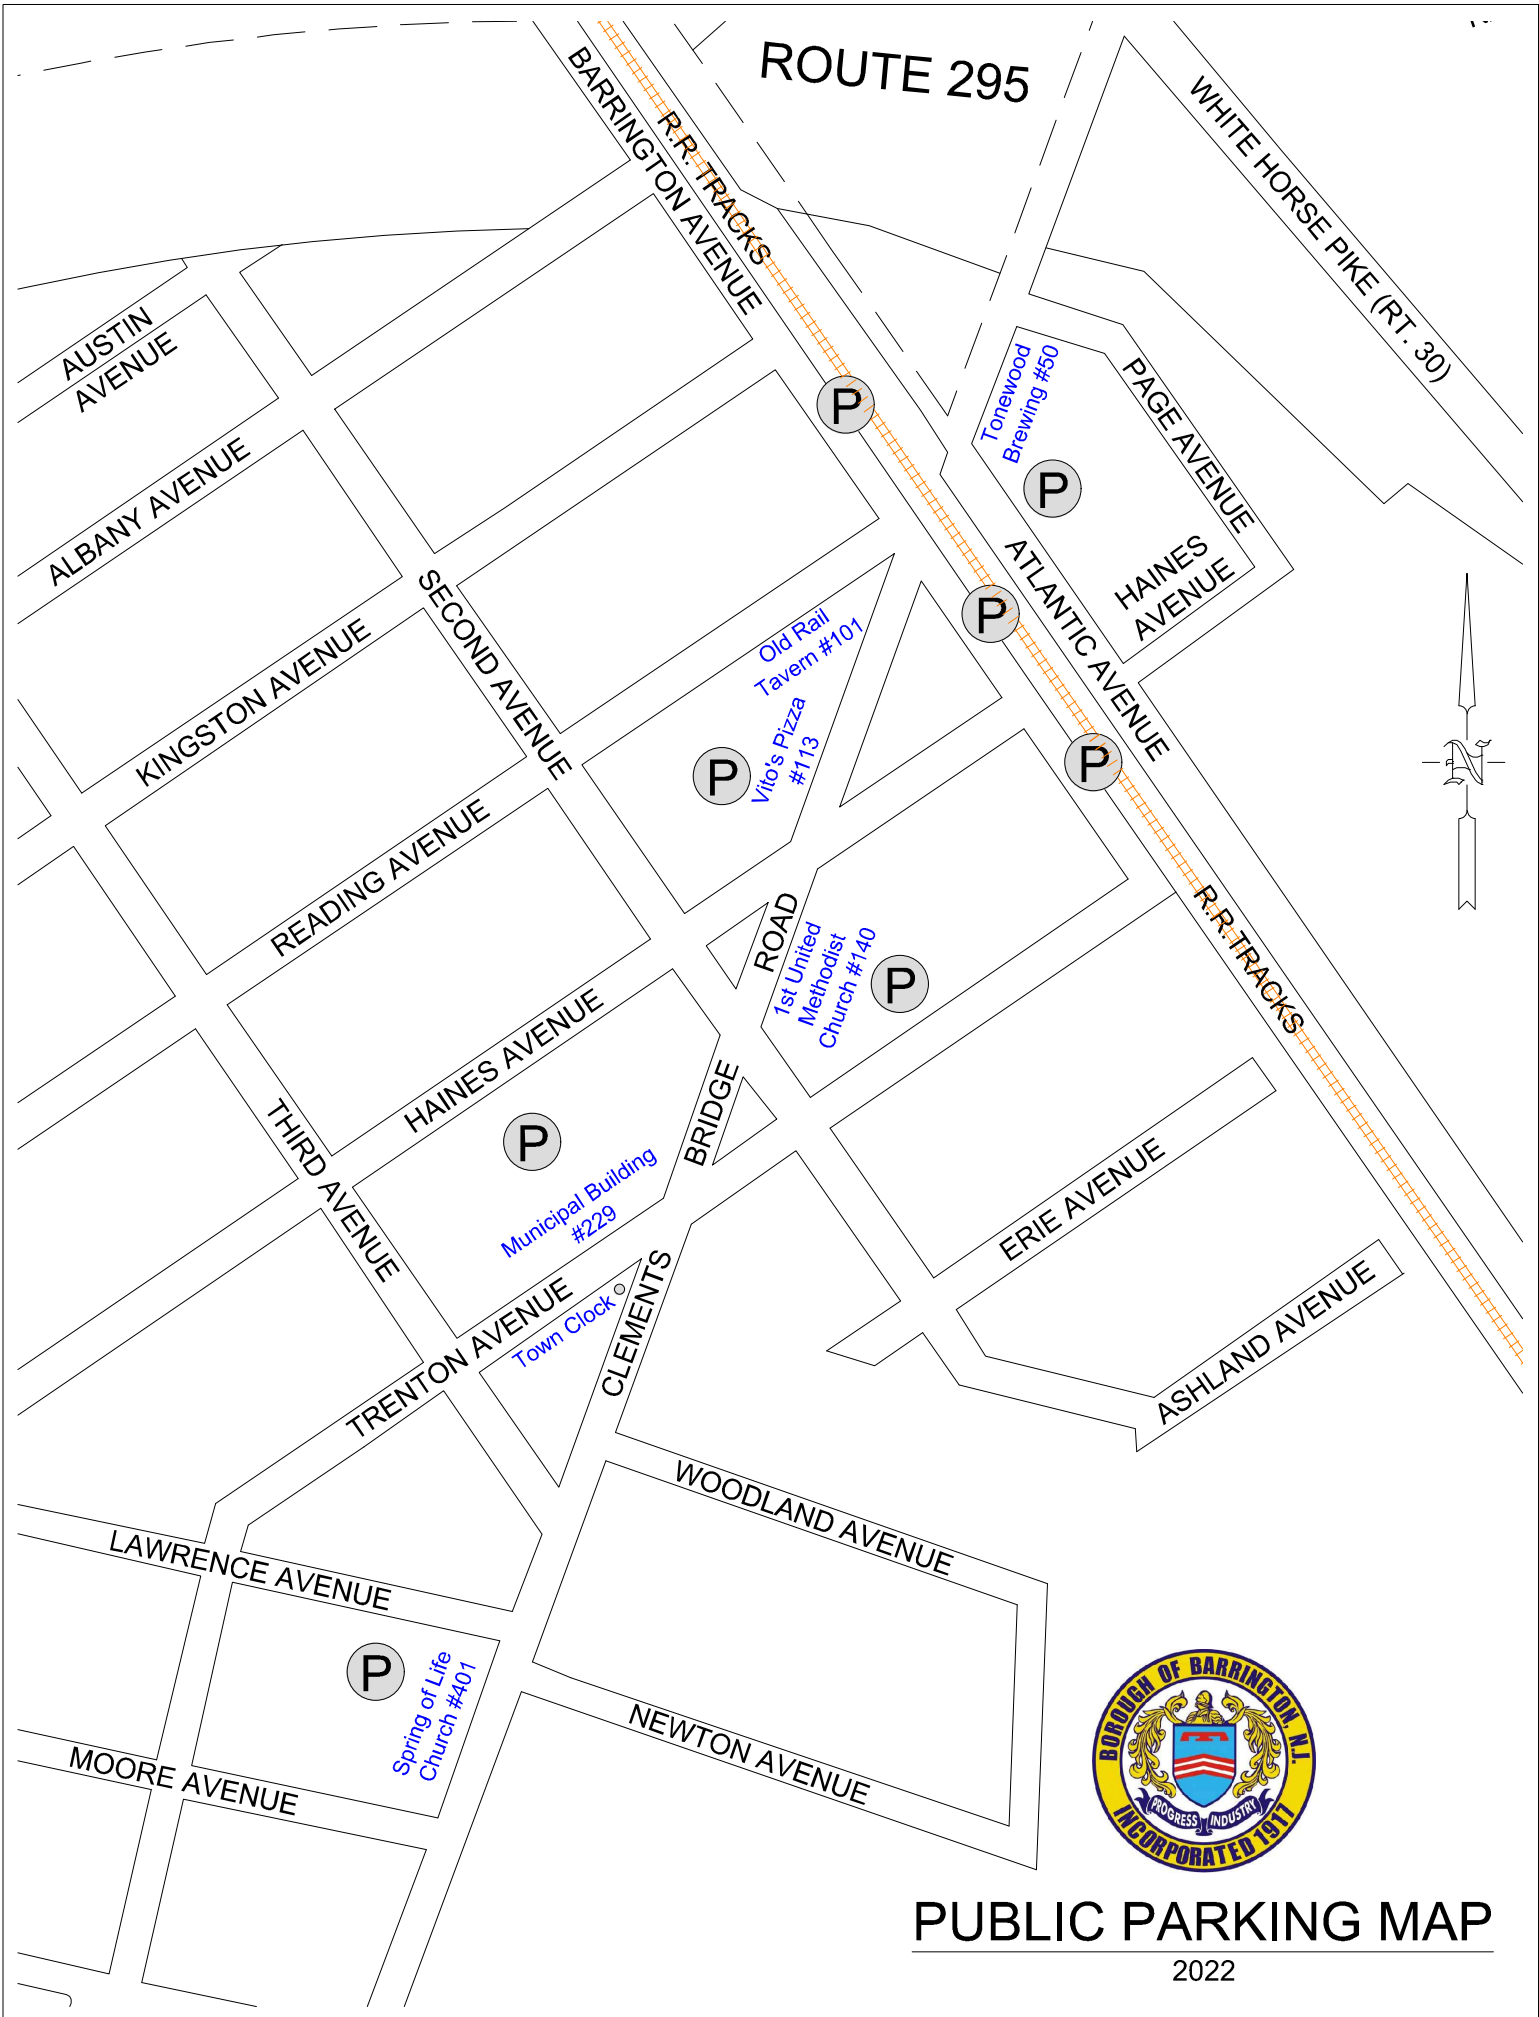 ROUTE 295
BARRINGTON AVENUE
R.R. TRACKS
WHITE HORSE PIKE (RT. 30)
AUSTIN
AVENUE
Tonewood
Brewing #50
PAGE AVENUE
P
P
ALBANY AVENUE
HAINES
AVENUE
ATLANTIC AVENUE
SECOND AVENUE
P
KINGSTON AVENUE
Old Rail
Tavern #101
Vito's Pizza
#113
P
P
N
READING AVENUE
ROAD
R.R.TRACKS
1st United
Methodist
Church #140
P
HAINES AVENUE
BRIDGE
THIRD AVENUE
P
Municipal Building
#229
ERIE AVENUE
TRENTON AVENUE
Town Clock
CLEMENTS
ASHLAND AVENUE
WOODLAND AVENUE
LAWRENCE AVENUE
P
Spring of Life
Church #401
NEWTON AVENUE
MOORE AVENUE
BOROUGH OF BARRINGTON, N.J.
PROGRESS INDUSTRY
INCORPORATED 1917
PUBLIC PARKING MAP
2022